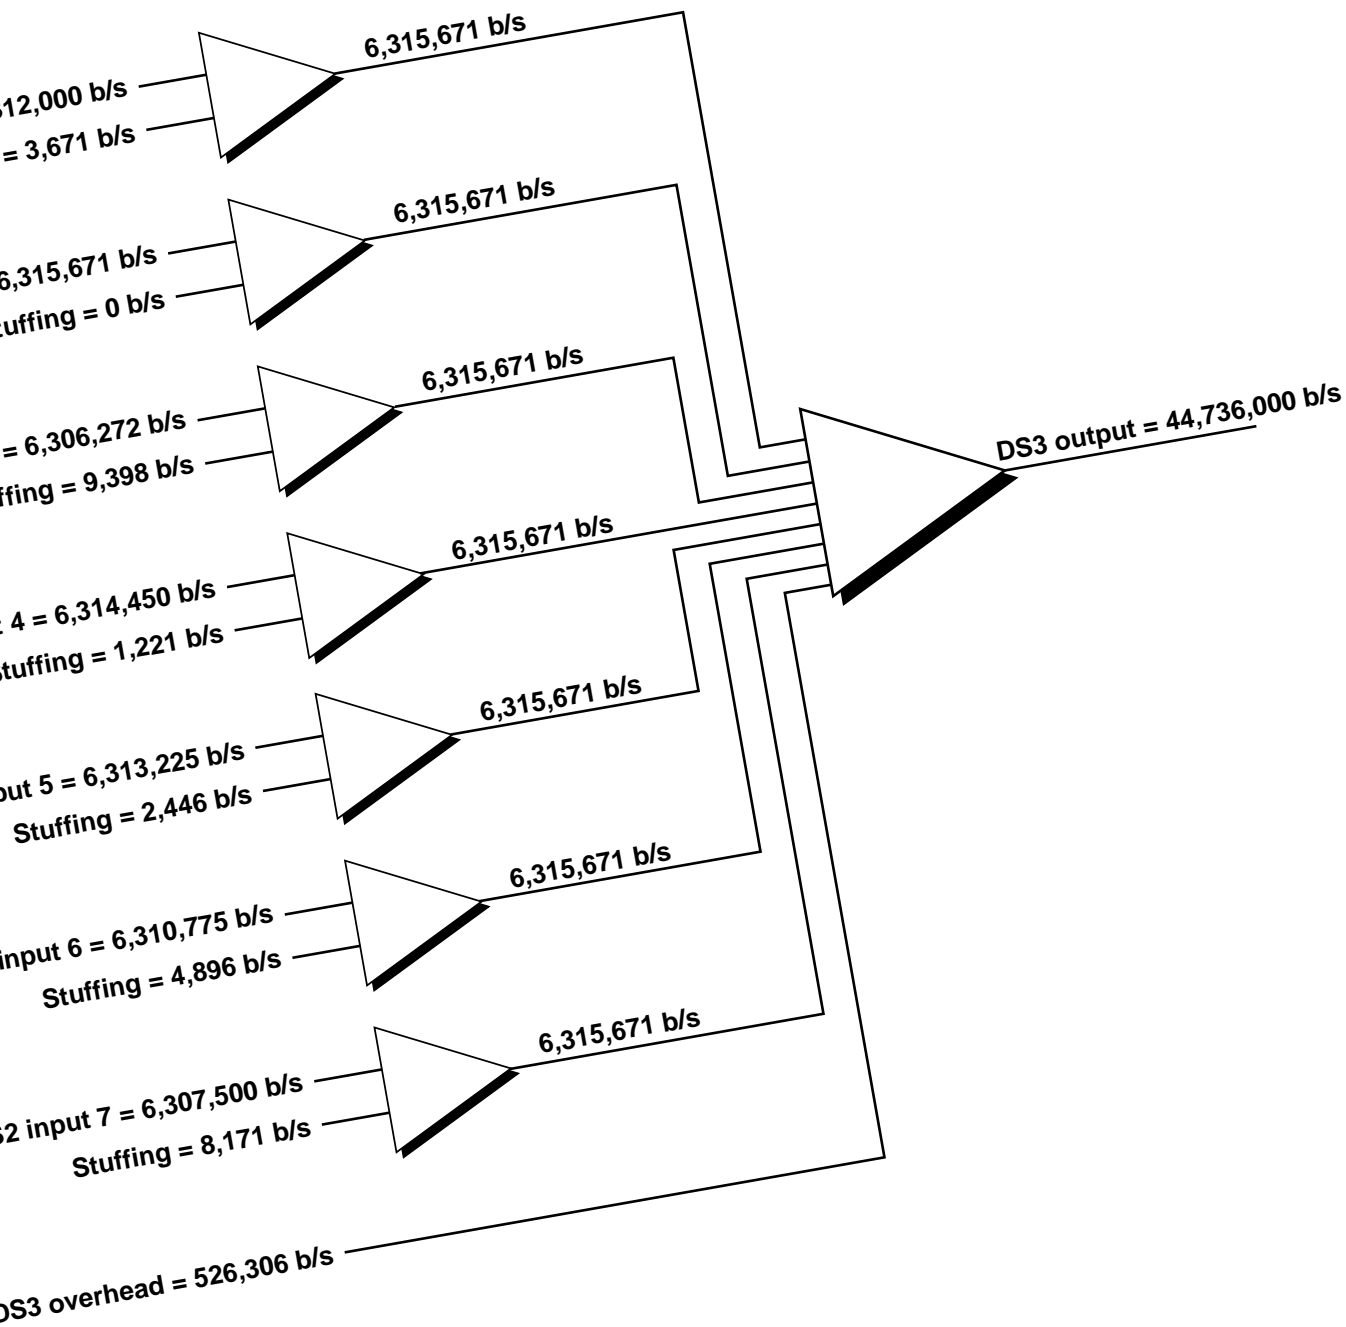 6,315,671 b/s
12,000 b/s
= 3,671 b/s
6,315,671 b/s
6,315,671 b/s
Stuffing = 0 b/s
6,315,671 b/s
= 6,306,272 b/s
Stuffing = 9,398 b/s
DS3 output = 44,736,000 b/s
6,315,671 b/s
4 = 6,314,450 b/s
Stuffing = 1,221 b/s
6,315,671 b/s
input 5 = 6,313,225 b/s
Stuffing = 2,446 b/s
6,315,671 b/s
input 6 = 6,310,775 b/s
Stuffing = 4,896 b/s
6,315,671 b/s
S2 input 7 = 6,307,500 b/s
Stuffing = 8,171 b/s
DS3 overhead = 526,306 b/s